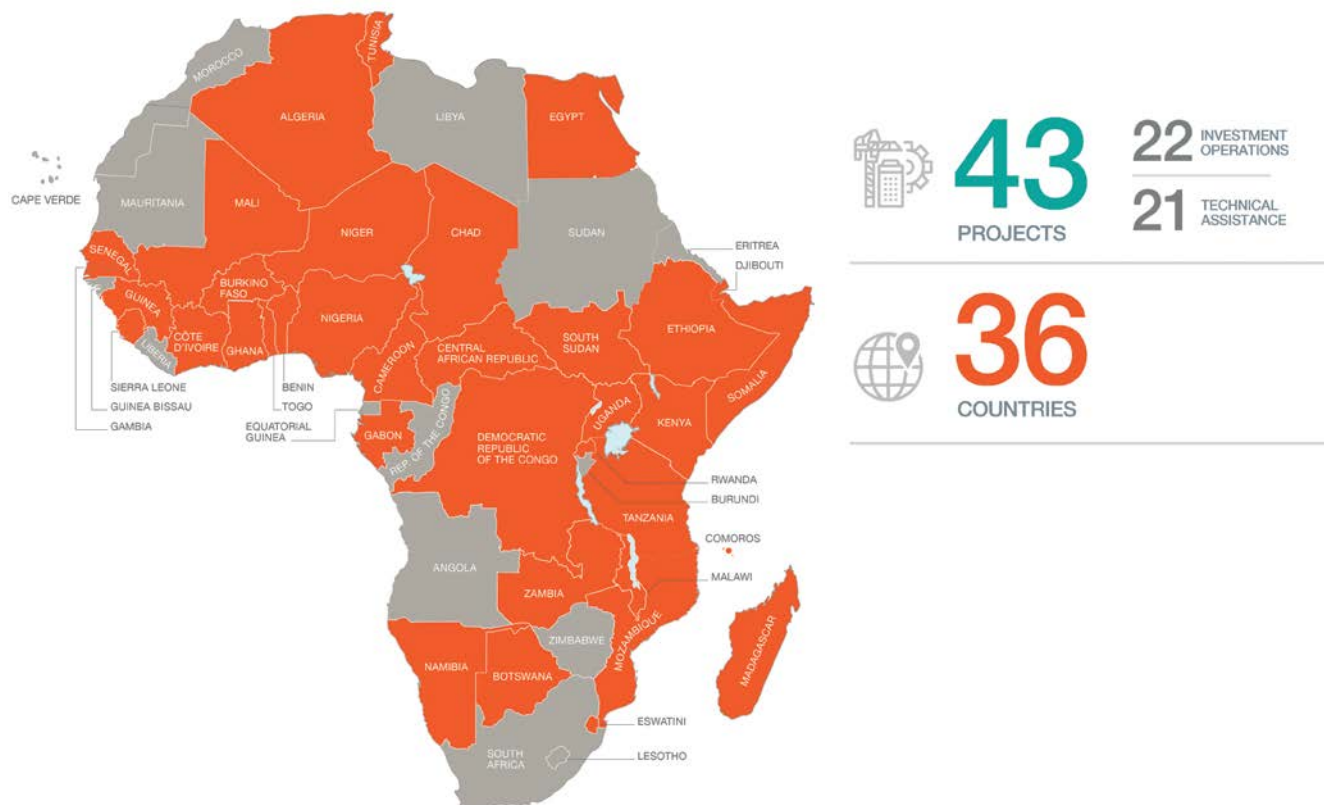 MOROCCO
TUNISIA
ALGERIA
LIBYA
EGYPT
CAPE VERDE
MAURITANIA
MALI
NIGER
CHAD
SUDAN
ERITREA
DJIBOUTI
SENEGAL
GUINEA
BURKINO
FASO
NIGERIA
CÔTE
D'IVOIRE
GHANA
LIBERIA
CAMEROON
CENTRAL
AFRICAN REPUBLIC
SOUTH
SUDAN
ETHIOPIA
SOMALIA
SIERRA LEONE
GUINEA BISSAU
GAMBIA
BENIN
TOGO
EQUATORIAL
GUINEA
GABON
REP. OF THE CONGO
DEMOCRATIC
REPUBLIC
OF THE CONGO
UGANDA
KENYA
RWANDA
BURUNDI
TANZANIA
COMOROS
MALAWI
ANGOLA
ZAMBIA
ZIMBABWE
MOZAMBIQUE
MADAGASCAR
NAMIBIA
BOTSWANA
ESWATINI
LESOTHO
SOUTH
AFRICA
43
PROJECTS
22 INVESTMENT
OPERATIONS
21 TECHNICAL
ASSISTANCE
36
COUNTRIES